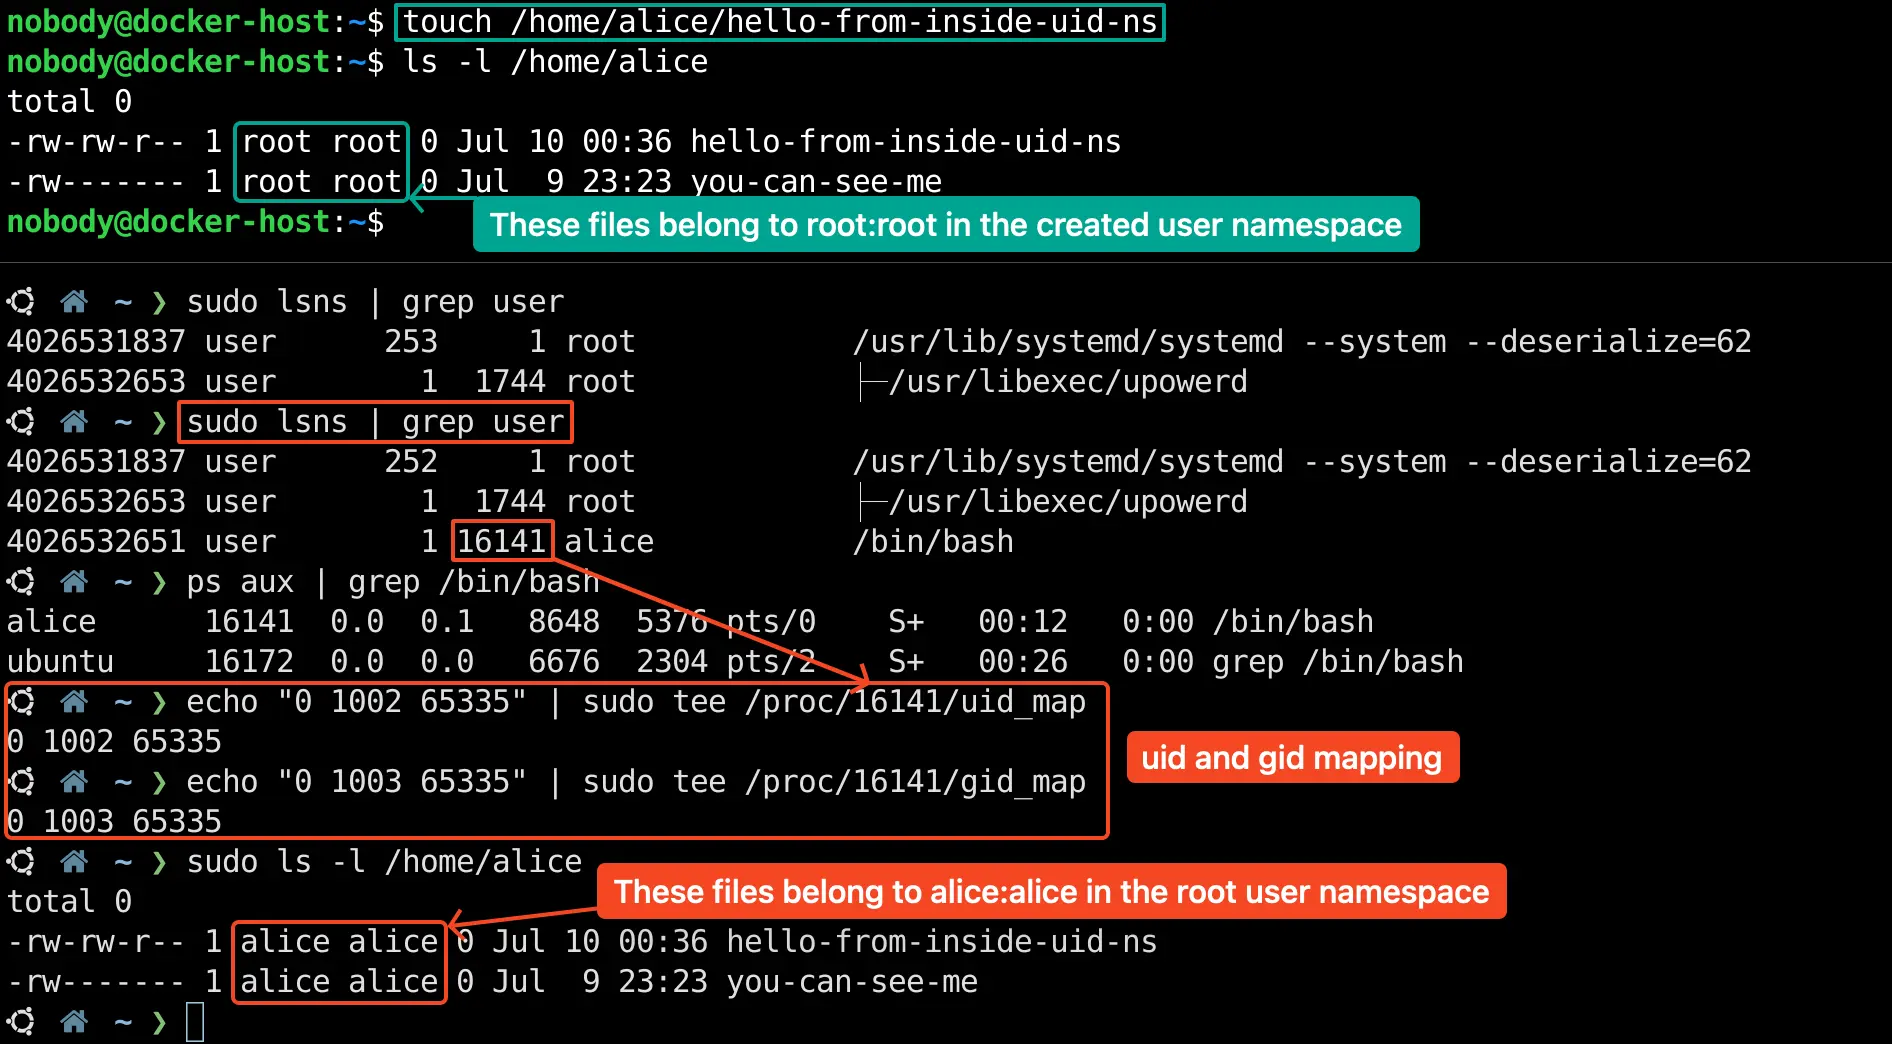 nobody@docker-host:~$ touch /home/alice/hello-from-inside-uid-ns
nobody@docker-host:~$ ls -l /home/alice
total 0
-rw-rw-r-- 1 root root 0 Jul 10 00:36 hello-from-inside-uid-ns
-rw------- 1 root root 0 Jul  9 23:23 you-can-see-me
nobody@docker-host:~$
These files belong to root:root in the created user namespace
~ ❯ sudo lsns | grep user
4026531837 user      253     1 root            /usr/lib/systemd/systemd --system --deserialize=62
4026532653 user        1  1744 root            ├─/usr/libexec/upowerd
~ ❯ sudo lsns | grep user
4026531837 user      252     1 root            /usr/lib/systemd/systemd --system --deserialize=62
4026532653 user        1  1744 root            ├─/usr/libexec/upowerd
4026532651 user        1 16141 alice           /bin/bash
~ ❯ ps aux | grep /bin/bash
alice      16141  0.0  0.1   8648  5376 pts/0    S+   00:12   0:00 /bin/bash
ubuntu     16172  0.0  0.0   6676  2304 pts/2    S+   00:26   0:00 grep /bin/bash
~ ❯ echo "0 1002 65335" | sudo tee /proc/16141/uid_map
0 1002 65335
uid and gid mapping
~ ❯ echo "0 1003 65335" | sudo tee /proc/16141/gid_map
0 1003 65335
~ ❯ sudo ls -l /home/alice
These files belong to alice:alice in the root user namespace
total 0
-rw-rw-r-- 1 alice alice 0 Jul 10 00:36 hello-from-inside-uid-ns
-rw------- 1 alice alice 0 Jul  9 23:23 you-can-see-me
~ ❯